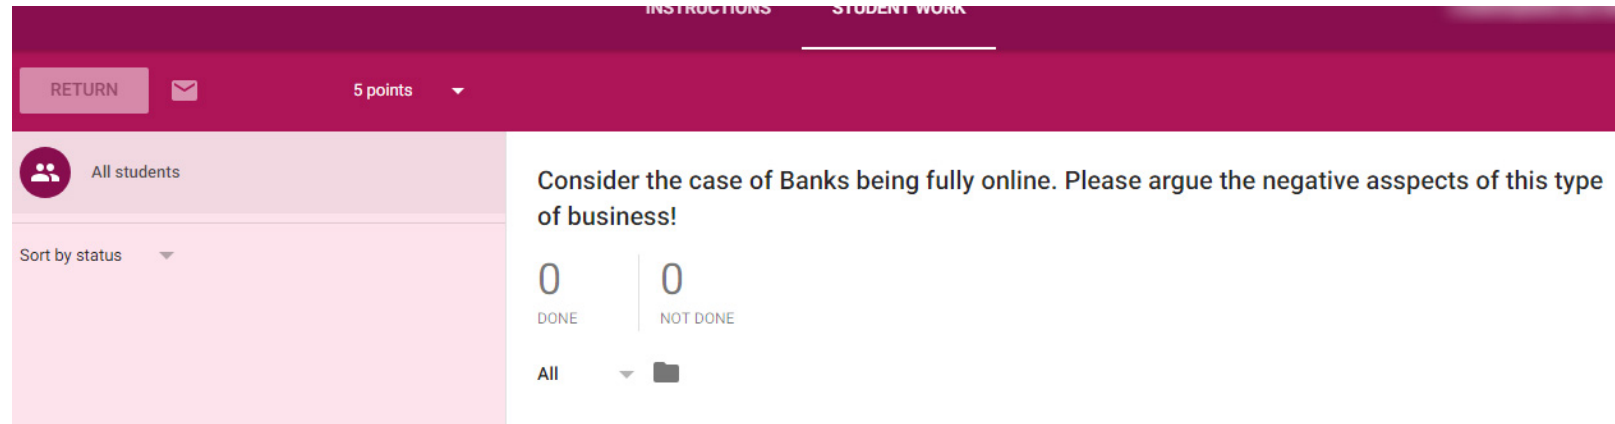 INSTRUCTIONS STUDENT WORK
RETURN 5 points
All students
Consider the case of Banks being fully online. Please argue the negative asspects of this type
of business!
Sort by status
0 0
DONE NOT DONE
All